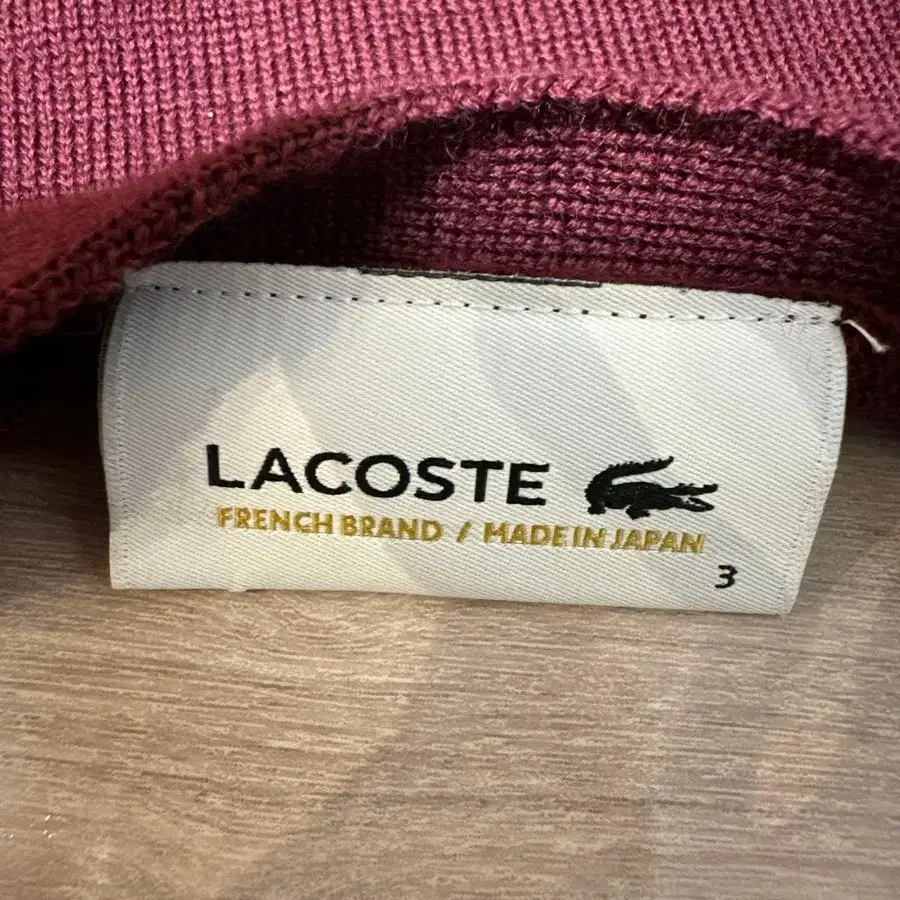 LACOSTE
FRENCH BRAND / MADE IN JAPAN
3